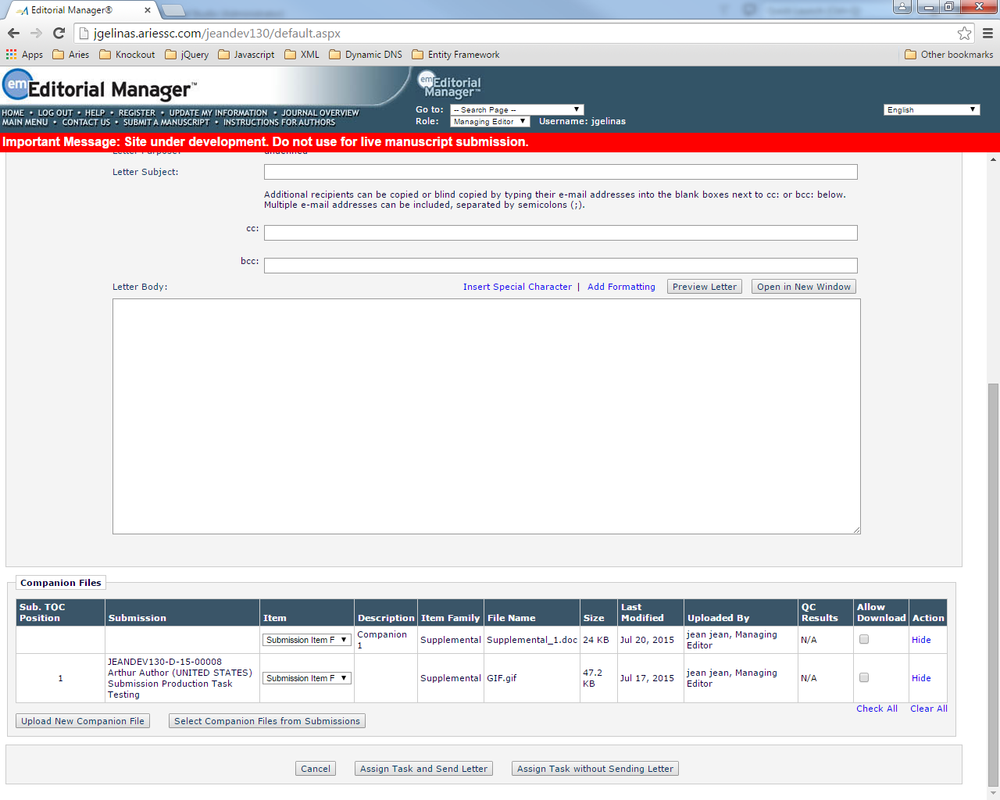 Editorial Manager®
jgelinas.ariessc.com/jeandev130/default.aspx
Apps Aries Knockout jQuery Javascript XML Dynamic DNS Entity Framework Other bookmarks
em Editorial Manager™
em Editorial Manager™
HOME • LOG OUT • HELP • REGISTER • UPDATE MY INFORMATION • JOURNAL OVERVIEW
MAIN MENU • CONTACT US • SUBMIT A MANUSCRIPT • INSTRUCTIONS FOR AUTHORS
Go to: -- Search Page -- English
Role: Managing Editor Username: jgelinas
Important Message: Site under development. Do not use for live manuscript submission.
Letter Purpose: undefined
Letter Subject:
Additional recipients can be copied or blind copied by typing their e-mail addresses into the blank boxes next to cc: or bcc: below.
Multiple e-mail addresses can be included, separated by semicolons (;).
cc:
bcc:
Letter Body: Insert Special Character | Add Formatting Preview Letter Open in New Window
Companion Files
Sub. TOC Position Submission Item Description Item Family File Name Size Last Modified Uploaded By QC Results Allow Download Action
Submission Item F Companion 1 Supplemental Supplemental_1.doc 24 KB Jul 20, 2015 jean jean, Managing Editor N/A Hide
1 JEANDEV130-D-15-00008 Arthur Author (UNITED STATES) Submission Production Task Testing Submission Item F Supplemental GIF.gif 47.2 KB Jul 17, 2015 jean jean, Managing Editor N/A Hide
Check All Clear All
Upload New Companion File Select Companion Files from Submissions
Cancel Assign Task and Send Letter Assign Task without Sending Letter